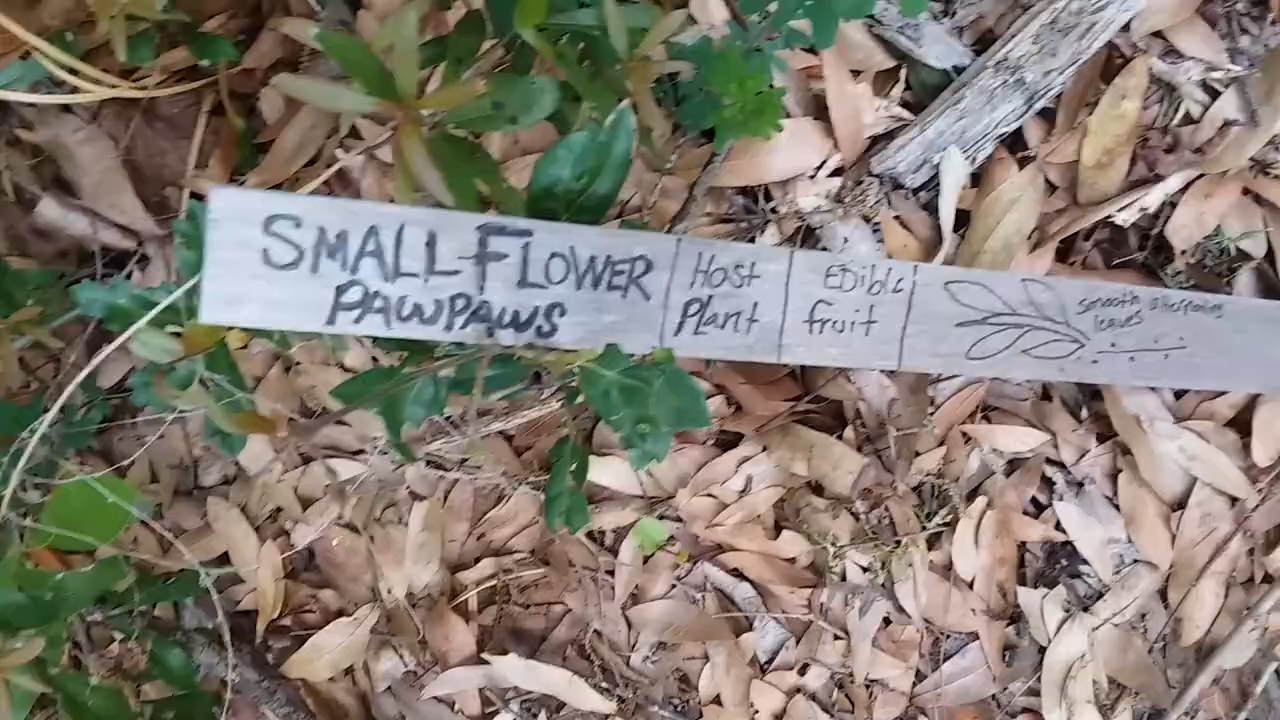 SMALL-FLOWER
PAWPAWS
Host
Plant
EDible
fruit
smooth
leaves